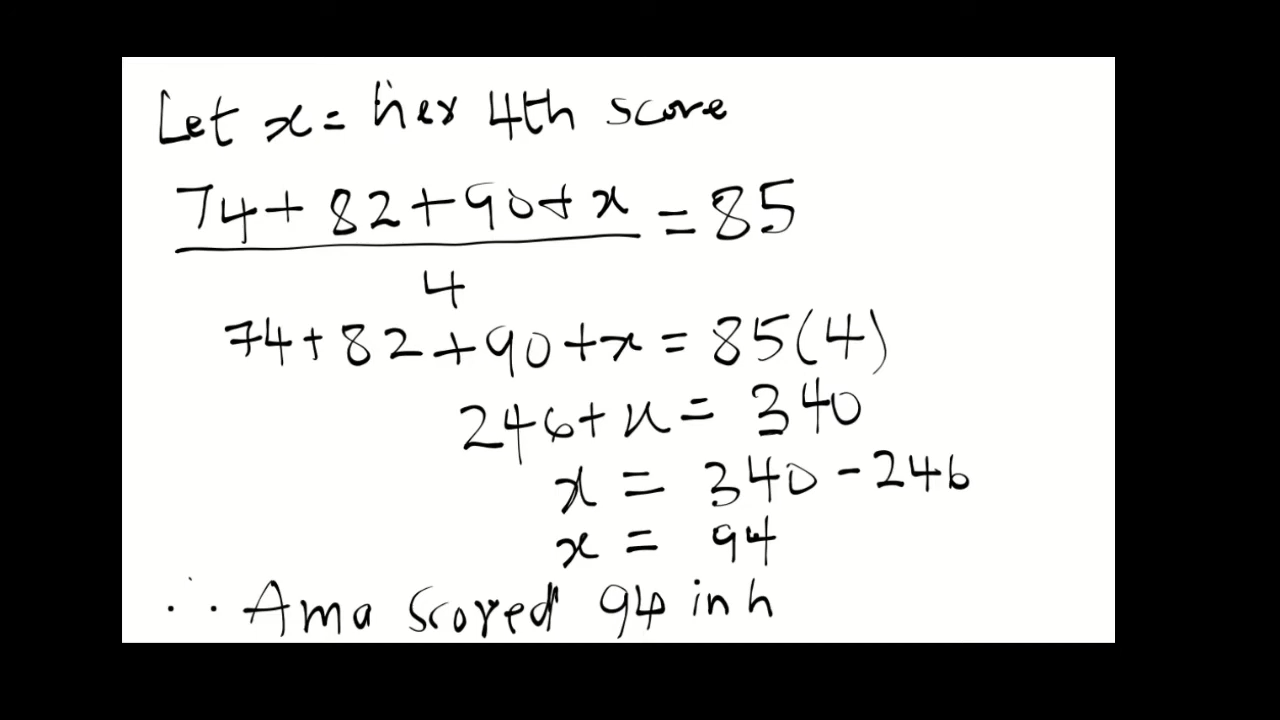 Let x = her 4th score
74 + 82 + 90 + x = 85
4
74 + 82 + 90 + x = 85(4)
246 + x = 340
x = 340 - 246
x = 94
∴ Ama scored 94 in h